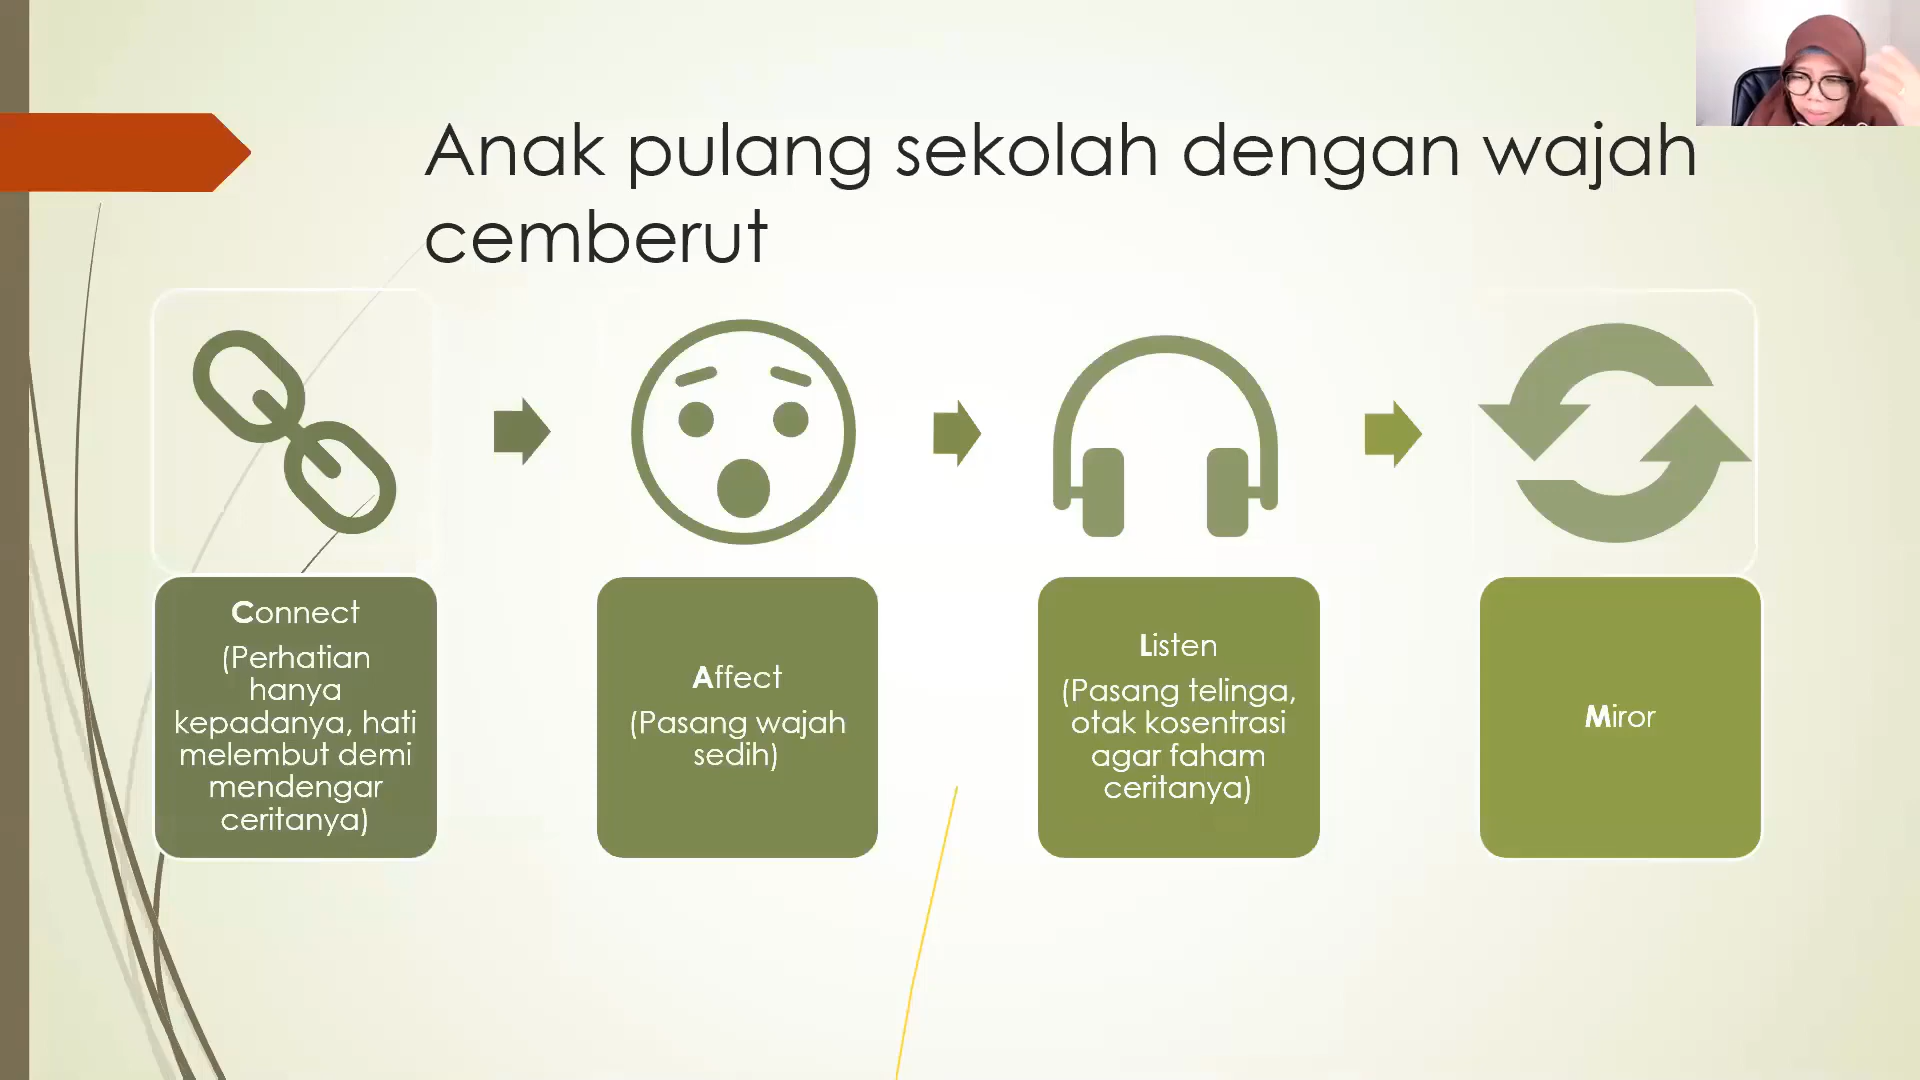 Anak pulang sekolah dengan wajah
cemberut
Connect
(Perhatian
hanya
kepadanya, hati
melembut demi
mendengar
ceritanya)
Affect
(Pasang wajah
sedih)
Listen
(Pasang telinga,
otak kosentrasi
agar faham
ceritanya)
Miror